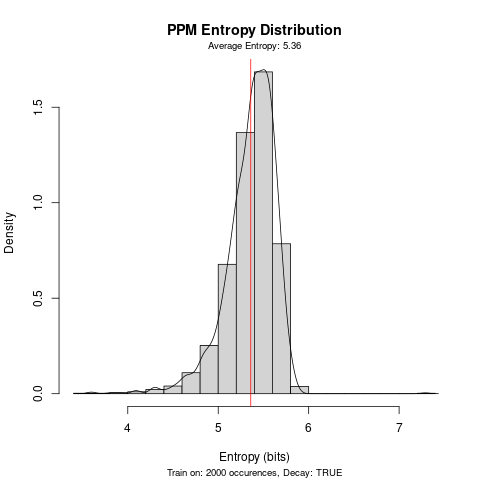 PPM Entropy Distribution
Average Entropy: 5.36
Density
1.5
1.0
0.5
0.0
4 5 6 7
Entropy (bits)
Train on: 2000 occurences, Decay: TRUE